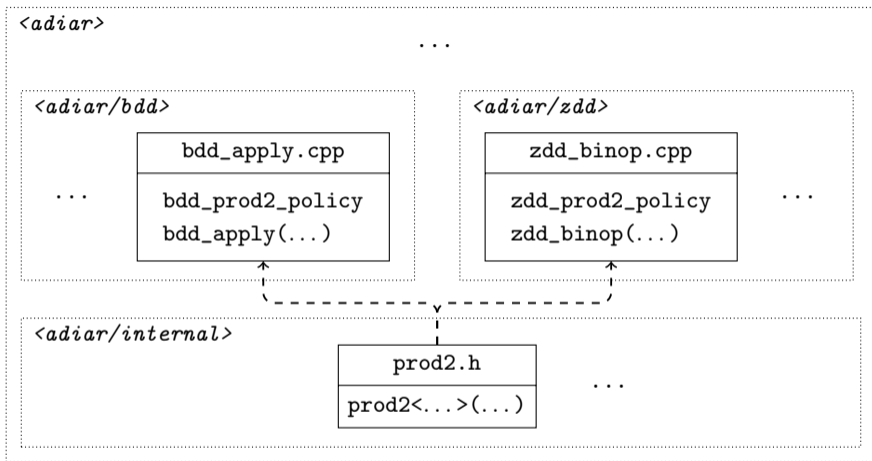 <adiar>
...
<adiar/bdd>
<adiar/zdd>
bdd_apply.cpp
zdd_binop.cpp
...
bdd_prod2_policy
bdd_apply(...)
zdd_prod2_policy
zdd_binop(...)
...
<adiar/internal>
prod2.h
prod2<...>(...)
...